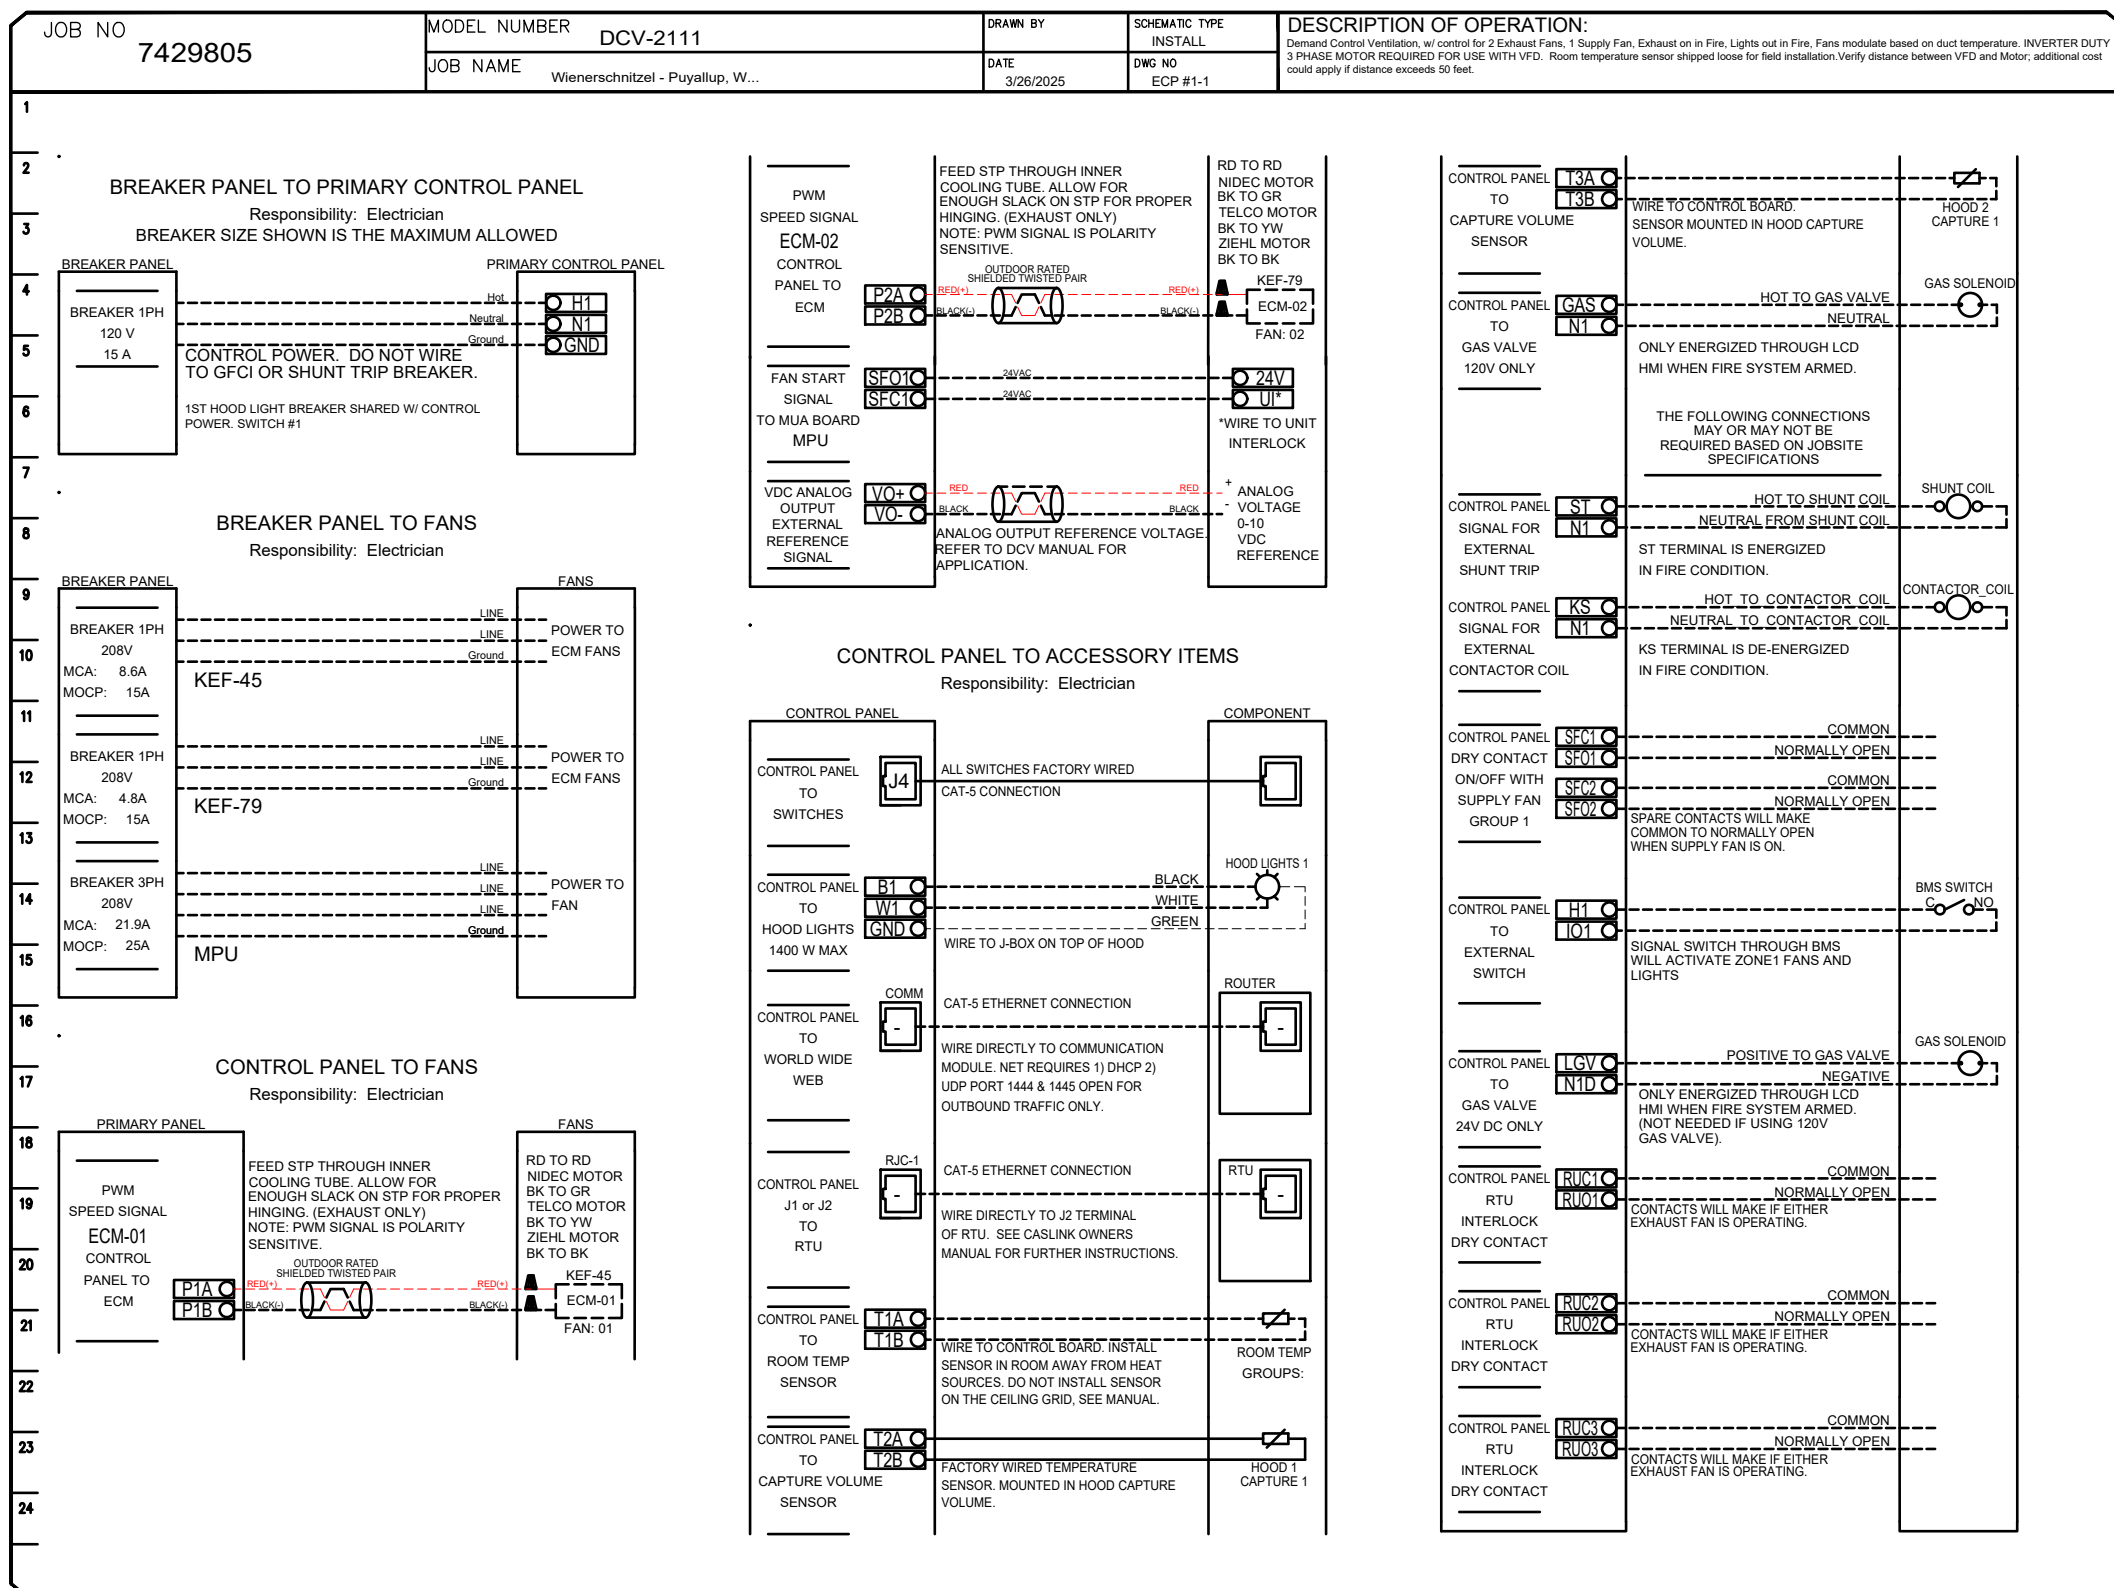 JOB NO
7429805
MODEL NUMBER
DCV-2111
JOB NAME
Wienerschnitzel - Puyallup, W...
DRAWN BY
DATE
3/26/2025
SCHEMATIC TYPE
INSTALL
DWG NO
ECP #1-1
DESCRIPTION OF OPERATION:
Demand Control Ventilation, w/ control for 2 Exhaust Fans, 1 Supply Fan, Exhaust on in Fire, Lights out in Fire, Fans modulate based on duct temperature. INVERTER DUTY
3 PHASE MOTOR REQUIRED FOR USE WITH VFD. Room temperature sensor shipped loose for field installation.Verify distance between VFD and Motor; additional cost
could apply if distance exceeds 50 feet.
1
2
3
4
5
6
7
8
9
10
11
12
13
14
15
16
17
18
19
20
21
22
23
24
BREAKER PANEL TO PRIMARY CONTROL PANEL
Responsibility: Electrician
BREAKER SIZE SHOWN IS THE MAXIMUM ALLOWED
BREAKER PANEL
PRIMARY CONTROL PANEL
BREAKER 1PH
120 V
15 A
Hot
H1
Neutral
N1
Ground
GND
CONTROL POWER. DO NOT WIRE
TO GFCI OR SHUNT TRIP BREAKER.
1ST HOOD LIGHT BREAKER SHARED W/ CONTROL
POWER. SWITCH #1
BREAKER PANEL TO FANS
Responsibility: Electrician
BREAKER PANEL
FANS
BREAKER 1PH
208V
MCA: 8.6A
MOCP: 15A
LINE
LINE
Ground
POWER TO
ECM FANS
KEF-45
BREAKER 1PH
208V
MCA: 4.8A
MOCP: 15A
LINE
LINE
Ground
POWER TO
ECM FANS
KEF-79
BREAKER 3PH
208V
MCA: 21.9A
MOCP: 25A
LINE
LINE
LINE
Ground
POWER TO
FAN
MPU
CONTROL PANEL TO FANS
Responsibility: Electrician
PRIMARY PANEL
FANS
PWM
SPEED SIGNAL
ECM-01
CONTROL
PANEL TO
ECM
P1A
P1B
FEED STP THROUGH INNER
COOLING TUBE. ALLOW FOR
ENOUGH SLACK ON STP FOR PROPER
HINGING. (EXHAUST ONLY)
NOTE: PWM SIGNAL IS POLARITY
SENSITIVE.
OUTDOOR RATED
SHIELDED TWISTED PAIR
RED(+)
RED(+)
BLACK(-)
BLACK(-)
RD TO RD
NIDEC MOTOR
BK TO GR
TELCO MOTOR
BK TO YW
ZIEHL MOTOR
BK TO BK
KEF-45
ECM-01
FAN: 01
PWM
SPEED SIGNAL
ECM-02
CONTROL
PANEL TO
ECM
P2A
P2B
FEED STP THROUGH INNER
COOLING TUBE. ALLOW FOR
ENOUGH SLACK ON STP FOR PROPER
HINGING. (EXHAUST ONLY)
NOTE: PWM SIGNAL IS POLARITY
SENSITIVE.
OUTDOOR RATED
SHIELDED TWISTED PAIR
RED(+)
RED(+)
BLACK(-)
BLACK(-)
RD TO RD
NIDEC MOTOR
BK TO GR
TELCO MOTOR
BK TO YW
ZIEHL MOTOR
BK TO BK
KEF-79
ECM-02
FAN: 02
FAN START
SIGNAL
TO MUA BOARD
MPU
SFO1
SFC1
24VAC
24VAC
24V
UI*
*WIRE TO UNIT
INTERLOCK
VDC ANALOG
OUTPUT
EXTERNAL
REFERENCE
SIGNAL
VO+
VO-
RED
RED
BLACK
BLACK
ANALOG OUTPUT REFERENCE VOLTAGE.
REFER TO DCV MANUAL FOR
APPLICATION.
+
-
ANALOG
VOLTAGE
0-10
VDC
REFERENCE
CONTROL PANEL TO ACCESSORY ITEMS
Responsibility: Electrician
CONTROL PANEL
COMPONENT
CONTROL PANEL
TO
SWITCHES
J4
ALL SWITCHES FACTORY WIRED
CAT-5 CONNECTION
CONTROL PANEL
TO
HOOD LIGHTS
1400 W MAX
B1
W1
GND
BLACK
WHITE
GREEN
HOOD LIGHTS 1
WIRE TO J-BOX ON TOP OF HOOD
CONTROL PANEL
TO
WORLD WIDE
WEB
COMM
-
CAT-5 ETHERNET CONNECTION
ROUTER
-
WIRE DIRECTLY TO COMMUNICATION
MODULE. NET REQUIRES 1) DHCP 2)
UDP PORT 1444 & 1445 OPEN FOR
OUTBOUND TRAFFIC ONLY.
CONTROL PANEL
J1 or J2
TO
RTU
RJC-1
-
CAT-5 ETHERNET CONNECTION
RTU
-
WIRE DIRECTLY TO J2 TERMINAL
OF RTU. SEE CASLINK OWNERS
MANUAL FOR FURTHER INSTRUCTIONS.
CONTROL PANEL
TO
ROOM TEMP
SENSOR
T1A
T1B
WIRE TO CONTROL BOARD. INSTALL
SENSOR IN ROOM AWAY FROM HEAT
SOURCES. DO NOT INSTALL SENSOR
ON THE CEILING GRID, SEE MANUAL.
ROOM TEMP
GROUPS:
CONTROL PANEL
TO
CAPTURE VOLUME
SENSOR
T2A
T2B
FACTORY WIRED TEMPERATURE
SENSOR. MOUNTED IN HOOD CAPTURE
VOLUME.
HOOD 1
CAPTURE 1
CONTROL PANEL
TO
CAPTURE VOLUME
SENSOR
T3A
T3B
WIRE TO CONTROL BOARD.
SENSOR MOUNTED IN HOOD CAPTURE
VOLUME.
HOOD 2
CAPTURE 1
CONTROL PANEL
TO
GAS VALVE
120V ONLY
GAS
N1
HOT TO GAS VALVE
NEUTRAL
GAS SOLENOID
ONLY ENERGIZED THROUGH LCD
HMI WHEN FIRE SYSTEM ARMED.
THE FOLLOWING CONNECTIONS
MAY OR MAY NOT BE
REQUIRED BASED ON JOBSITE
SPECIFICATIONS
CONTROL PANEL
SIGNAL FOR
EXTERNAL
SHUNT TRIP
ST
N1
HOT TO SHUNT COIL
NEUTRAL FROM SHUNT COIL
SHUNT COIL
ST TERMINAL IS ENERGIZED
IN FIRE CONDITION.
CONTROL PANEL
SIGNAL FOR
EXTERNAL
CONTACTOR COIL
KS
N1
HOT TO CONTACTOR COIL
NEUTRAL TO CONTACTOR COIL
CONTACTOR_COIL
KS TERMINAL IS DE-ENERGIZED
IN FIRE CONDITION.
CONTROL PANEL
DRY CONTACT
ON/OFF WITH
SUPPLY FAN
GROUP 1
SFC1
SFO1
SFC2
SFO2
COMMON
NORMALLY OPEN
COMMON
NORMALLY OPEN
SPARE CONTACTS WILL MAKE
COMMON TO NORMALLY OPEN
WHEN SUPPLY FAN IS ON.
CONTROL PANEL
TO
EXTERNAL
SWITCH
H1
IO1
BMS SWITCH
C
NO
SIGNAL SWITCH THROUGH BMS
WILL ACTIVATE ZONE1 FANS AND
LIGHTS
CONTROL PANEL
TO
GAS VALVE
24V DC ONLY
LGV
N1D
POSITIVE TO GAS VALVE
NEGATIVE
GAS SOLENOID
ONLY ENERGIZED THROUGH LCD
HMI WHEN FIRE SYSTEM ARMED.
(NOT NEEDED IF USING 120V
GAS VALVE).
CONTROL PANEL
RTU
INTERLOCK
DRY CONTACT
RUC1
RUO1
COMMON
NORMALLY OPEN
CONTACTS WILL MAKE IF EITHER
EXHAUST FAN IS OPERATING.
CONTROL PANEL
RTU
INTERLOCK
DRY CONTACT
RUC2
RUO2
COMMON
NORMALLY OPEN
CONTACTS WILL MAKE IF EITHER
EXHAUST FAN IS OPERATING.
CONTROL PANEL
RTU
INTERLOCK
DRY CONTACT
RUC3
RUO3
COMMON
NORMALLY OPEN
CONTACTS WILL MAKE IF EITHER
EXHAUST FAN IS OPERATING.